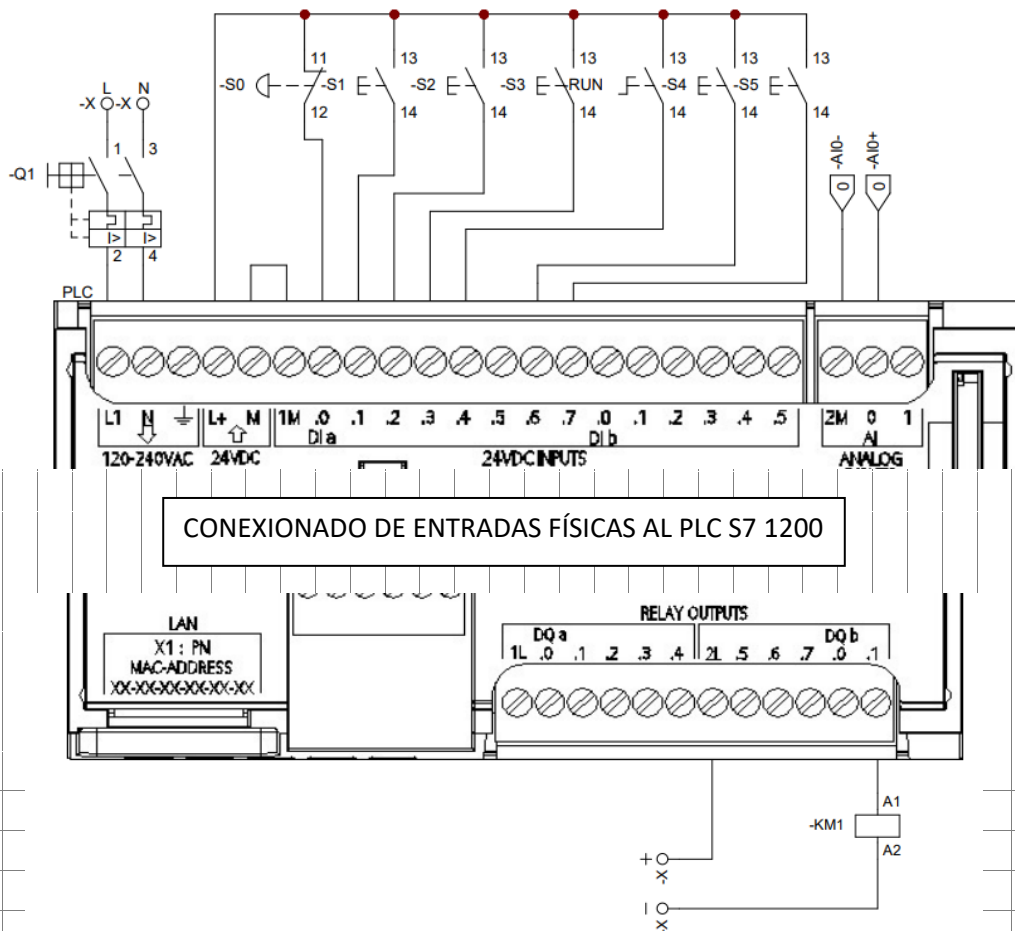 11 13 13 13 13 13 13
-S0 -S1 -S2 -S3 -RUN -S4 -S5
12 14 14 14 14 14 14
L N
-X -X
1 3
-Q1
I> I>
2 4
-AI0- -AI0+
0 0
PLC
L1 N L+ M 1M .0 .1 .2 .3 .4 .5 .6 .7 .0 .1 .2 .3 .4 .5 2M 0 1
DI a DI b AI
120-240VAC 24VDC 24VDC INPUTS ANALOG
CONEXIONADO DE ENTRADAS FÍSICAS AL PLC S7 1200
RELAY OUTPUTS
LAN
X1 : PN
MAC-ADDRESS
XX-XX-XX-XX-XX-XX
DQ a DQ b
1L .0 .1 .2 .3 .4 2L .5 .6 .7 .0 .1
A1
-KM1
A2
+
-X
-X